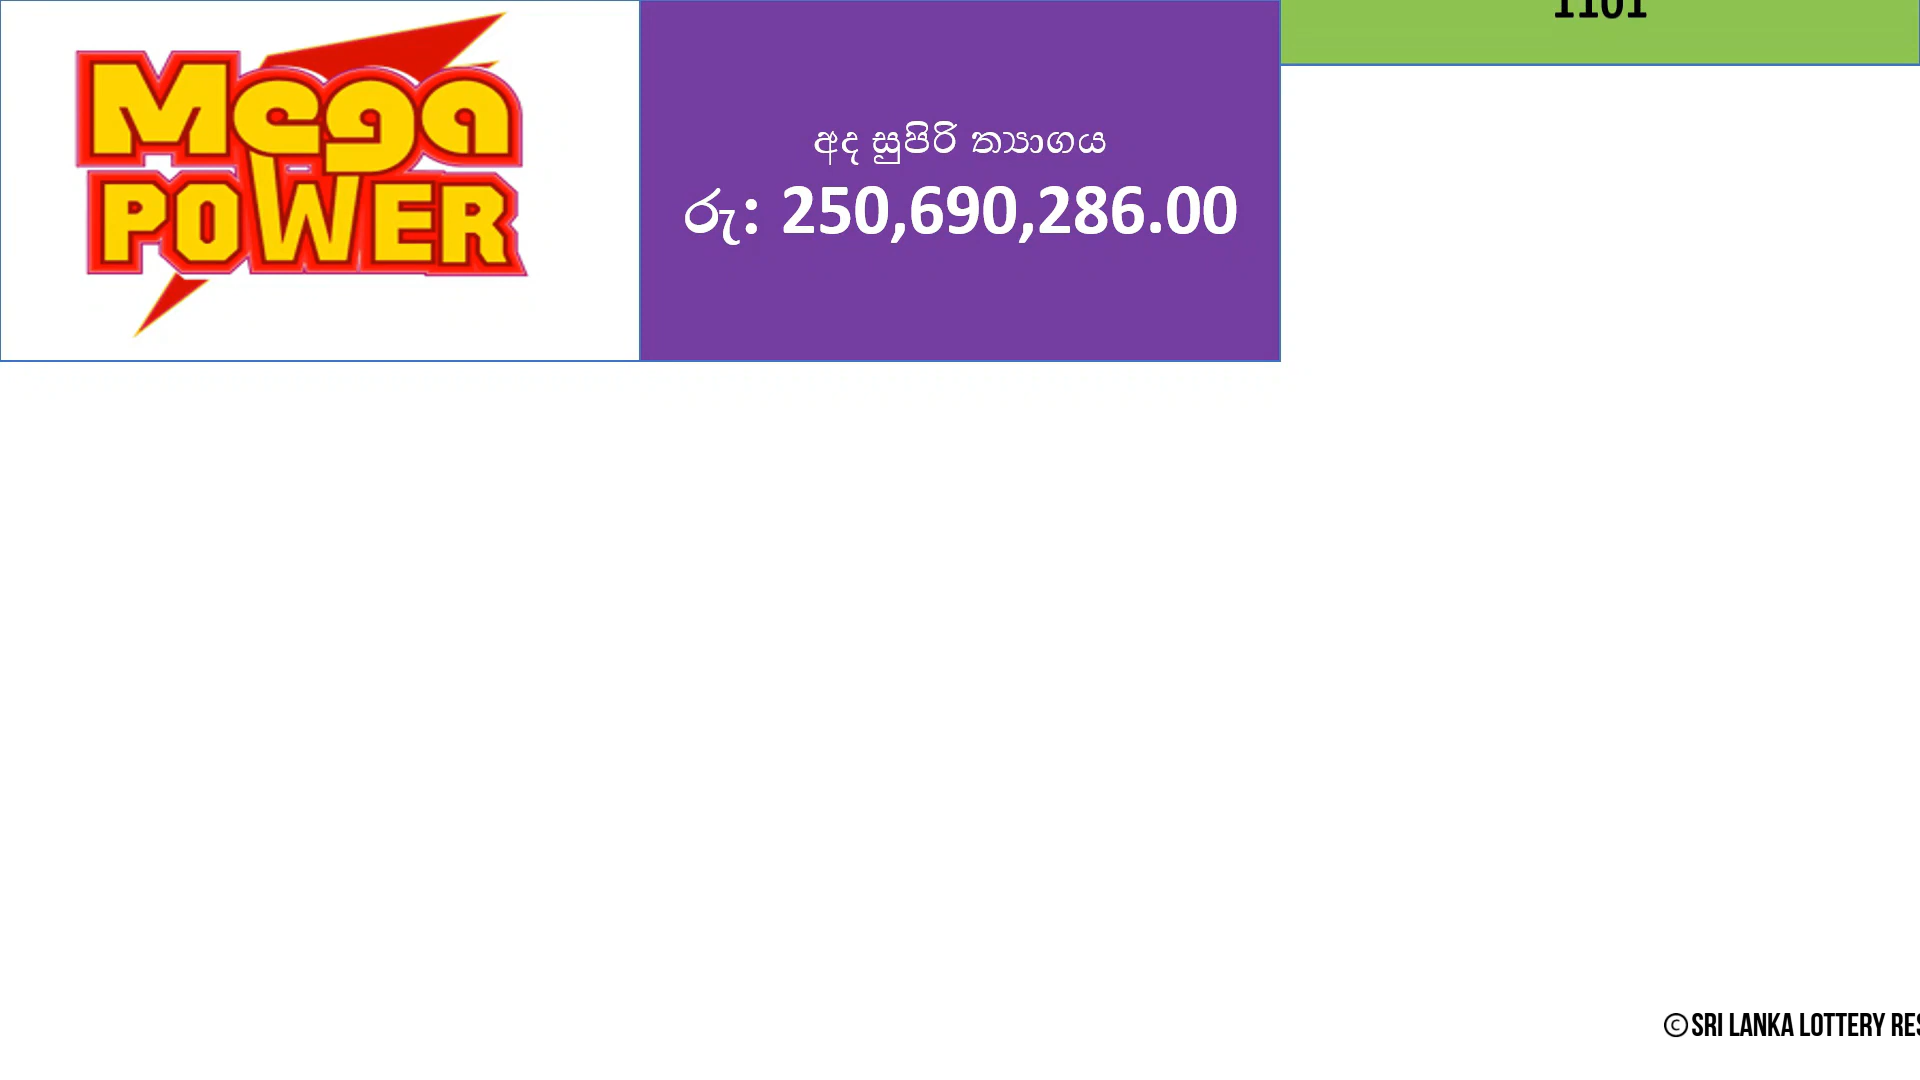 Mega
POWER
අද සුපිරි ත්‍යාගය
රු: 250,690,286.00
1101
© SRI LANKA LOTTERY RES